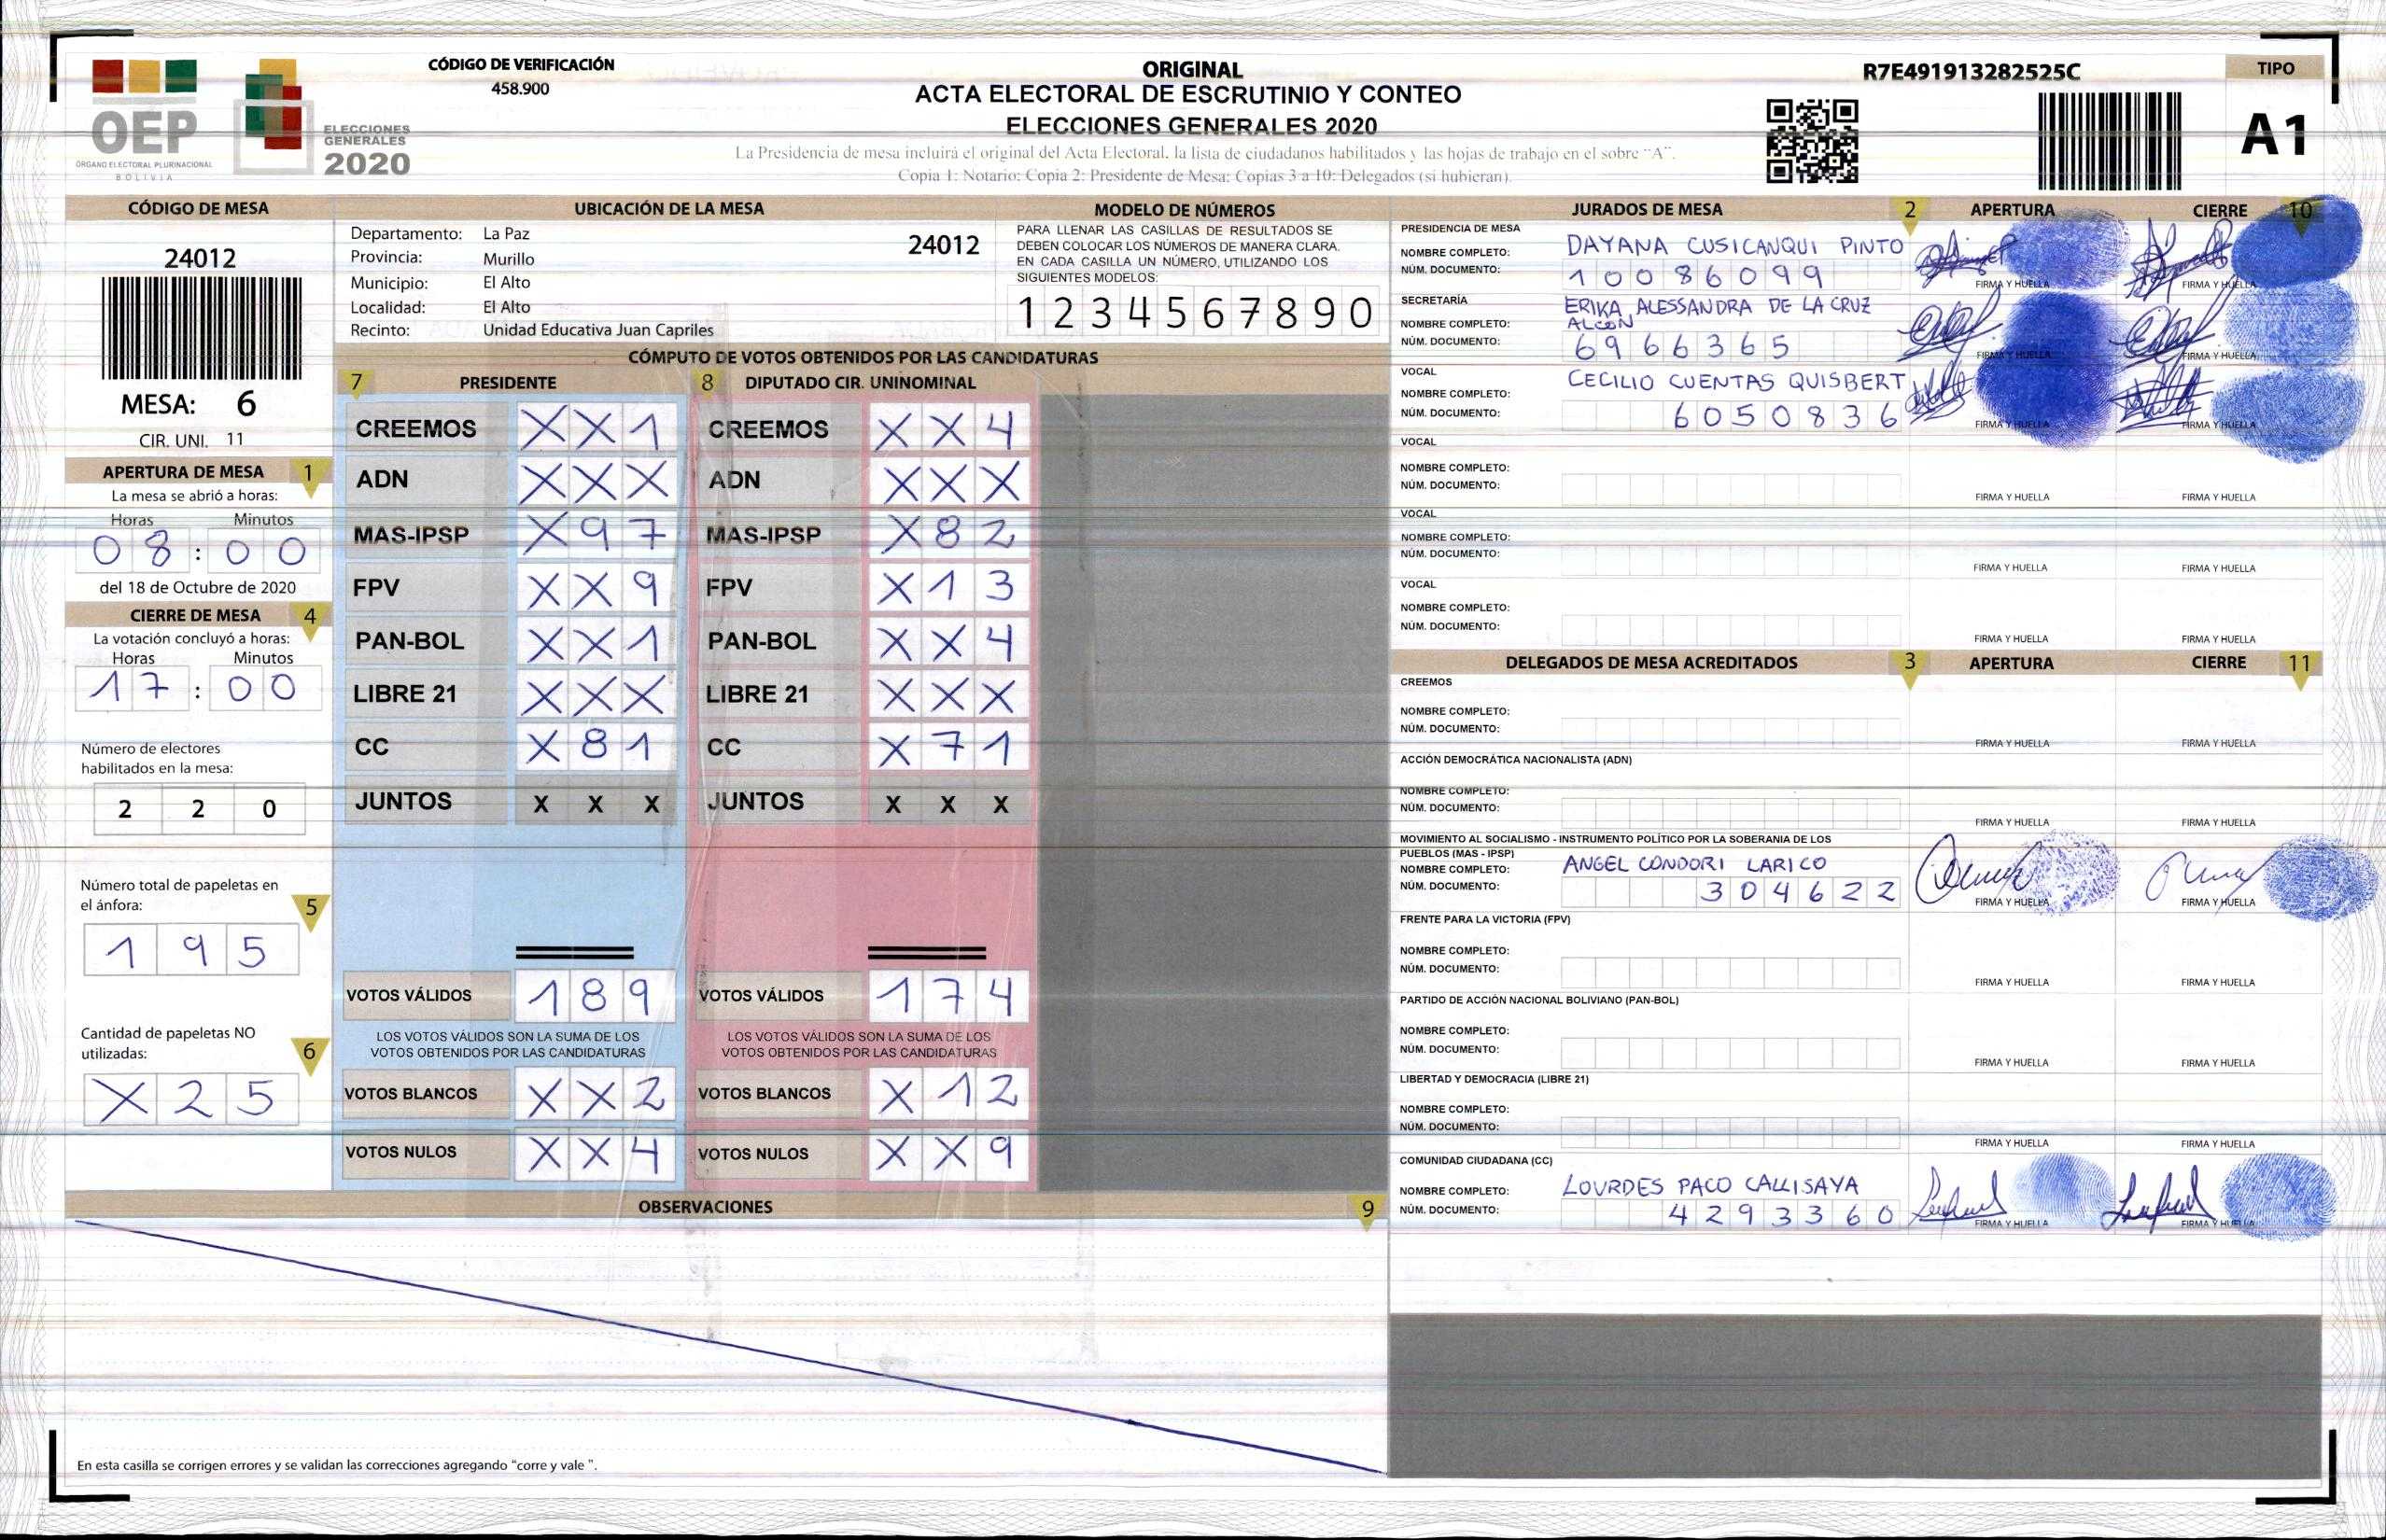 OEP
ÓRGANO ELECTORAL PLURINACIONAL
BOLIVIA
ELECCIONES
GENERALES
2020
CÓDIGO DE VERIFICACIÓN
458.900
ORIGINAL
ACTA ELECTORAL DE ESCRUTINIO Y CONTEO
ELECCIONES GENERALES 2020
La Presidencia de mesa incluirá el original del Acta Electoral, la lista de ciudadanos habilitados y las hojas de trabajo en el sobre "A".
Copia 1: Notario; Copia 2: Presidente de Mesa; Copias 3 a 10: Delegados (si hubieran).
R7E491913282525C
TIPO
A1
CÓDIGO DE MESA
24012
MESA: 6
CIR. UNI. 11
APERTURA DE MESA 1
La mesa se abrió a horas:
Horas Minutos
08:00
del 18 de Octubre de 2020
CIERRE DE MESA 4
La votación concluyó a horas:
Horas Minutos
17:00
Número de electores
habilitados en la mesa:
2 2 0
Número total de papeletas en
el ánfora: 5
1 9 5
Cantidad de papeletas NO
utilizadas: 6
X 2 5
UBICACIÓN DE LA MESA
Departamento: La Paz 24012
Provincia: Murillo
Municipio: El Alto
Localidad: El Alto
Recinto: Unidad Educativa Juan Capriles
MODELO DE NÚMEROS
PARA LLENAR LAS CASILLAS DE RESULTADOS SE
DEBEN COLOCAR LOS NÚMEROS DE MANERA CLARA.
EN CADA CASILLA UN NÚMERO, UTILIZANDO LOS
SIGUIENTES MODELOS:
1 2 3 4 5 6 7 8 9 0
CÓMPUTO DE VOTOS OBTENIDOS POR LAS CANDIDATURAS
7 PRESIDENTE 8 DIPUTADO CIR. UNINOMINAL
CREEMOS X X 1 CREEMOS X X 4
ADN X X X ADN X X X
MAS-IPSP X 9 7 MAS-IPSP X 8 2
FPV X X 9 FPV X 1 3
PAN-BOL X X 1 PAN-BOL X X 4
LIBRE 21 X X X LIBRE 21 X X X
CC X 8 1 CC X 7 1
JUNTOS X X X JUNTOS X X X
VOTOS VÁLIDOS 1 8 9 VOTOS VÁLIDOS 1 7 4
LOS VOTOS VÁLIDOS SON LA SUMA DE LOS LOS VOTOS VÁLIDOS SON LA SUMA DE LOS
VOTOS OBTENIDOS POR LAS CANDIDATURAS VOTOS OBTENIDOS POR LAS CANDIDATURAS
VOTOS BLANCOS X X 2 VOTOS BLANCOS X 1 2
VOTOS NULOS X X 4 VOTOS NULOS X X 9
OBSERVACIONES 9
En esta casilla se corrigen errores y se validan las correcciones agregando "corre y vale ".
JURADOS DE MESA 2 APERTURA CIERRE 10
PRESIDENCIA DE MESA
NOMBRE COMPLETO: DAYANA CUSICANQUI PINTO
NÚM. DOCUMENTO: 10086099 FIRMA Y HUELLA FIRMA Y HUELLA
SECRETARÍA
NOMBRE COMPLETO: ERIKA ALESSANDRA DE LA CRUZ
ALCON
NÚM. DOCUMENTO: 6966365 FIRMA Y HUELLA FIRMA Y HUELLA
VOCAL
NOMBRE COMPLETO: CECILIO CUENTAS QUISBERT
NÚM. DOCUMENTO: 6050836 FIRMA Y HUELLA FIRMA Y HUELLA
VOCAL
NOMBRE COMPLETO:
NÚM. DOCUMENTO: FIRMA Y HUELLA FIRMA Y HUELLA
VOCAL
NOMBRE COMPLETO:
NÚM. DOCUMENTO: FIRMA Y HUELLA FIRMA Y HUELLA
VOCAL
NOMBRE COMPLETO:
NÚM. DOCUMENTO: FIRMA Y HUELLA FIRMA Y HUELLA
DELEGADOS DE MESA ACREDITADOS 3 APERTURA CIERRE 11
CREEMOS
NOMBRE COMPLETO:
NÚM. DOCUMENTO: FIRMA Y HUELLA FIRMA Y HUELLA
ACCIÓN DEMOCRÁTICA NACIONALISTA (ADN)
NOMBRE COMPLETO:
NÚM. DOCUMENTO: FIRMA Y HUELLA FIRMA Y HUELLA
MOVIMIENTO AL SOCIALISMO - INSTRUMENTO POLÍTICO POR LA SOBERANIA DE LOS
PUEBLOS (MAS - IPSP)
NOMBRE COMPLETO: ANGEL CONDORI LARICO
NÚM. DOCUMENTO: 304622 FIRMA Y HUELLA FIRMA Y HUELLA
FRENTE PARA LA VICTORIA (FPV)
NOMBRE COMPLETO:
NÚM. DOCUMENTO: FIRMA Y HUELLA FIRMA Y HUELLA
PARTIDO DE ACCIÓN NACIONAL BOLIVIANO (PAN-BOL)
NOMBRE COMPLETO:
NÚM. DOCUMENTO: FIRMA Y HUELLA FIRMA Y HUELLA
LIBERTAD Y DEMOCRACIA (LIBRE 21)
NOMBRE COMPLETO:
NÚM. DOCUMENTO: FIRMA Y HUELLA FIRMA Y HUELLA
COMUNIDAD CIUDADANA (CC)
NOMBRE COMPLETO: LOURDES PACO CALLISAYA
NÚM. DOCUMENTO: 4293360 FIRMA Y HUELLA FIRMA Y HUELLA